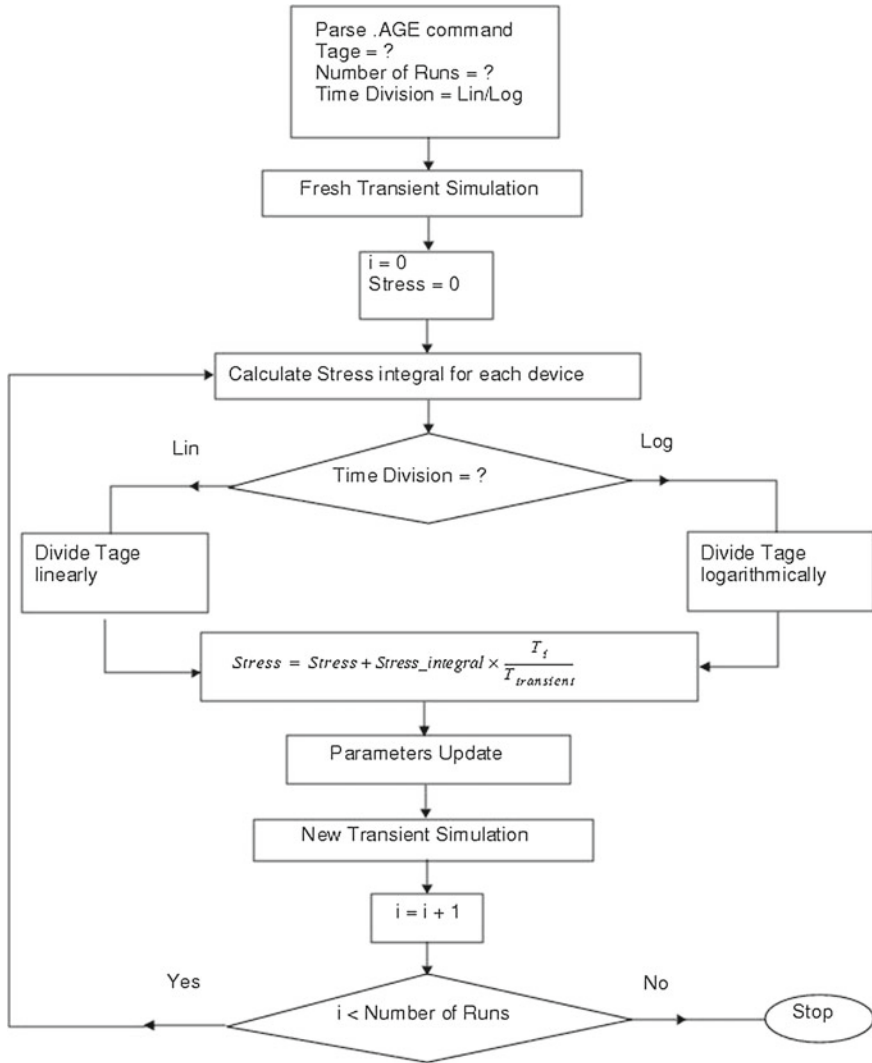 Parse .AGE command
Tage = ?
Number of Runs = ?
Time Division = Lin/Log
Fresh Transient Simulation
i = 0
Stress = 0
Calculate Stress integral for each device
Lin
Log
Time Division = ?
Divide Tage
linearly
Divide Tage
logarithmically
Stress = Stress + Stress_integral × T_i / T_transient
Parameters Update
New Transient Simulation
i = i + 1
Yes
No
i < Number of Runs
Stop